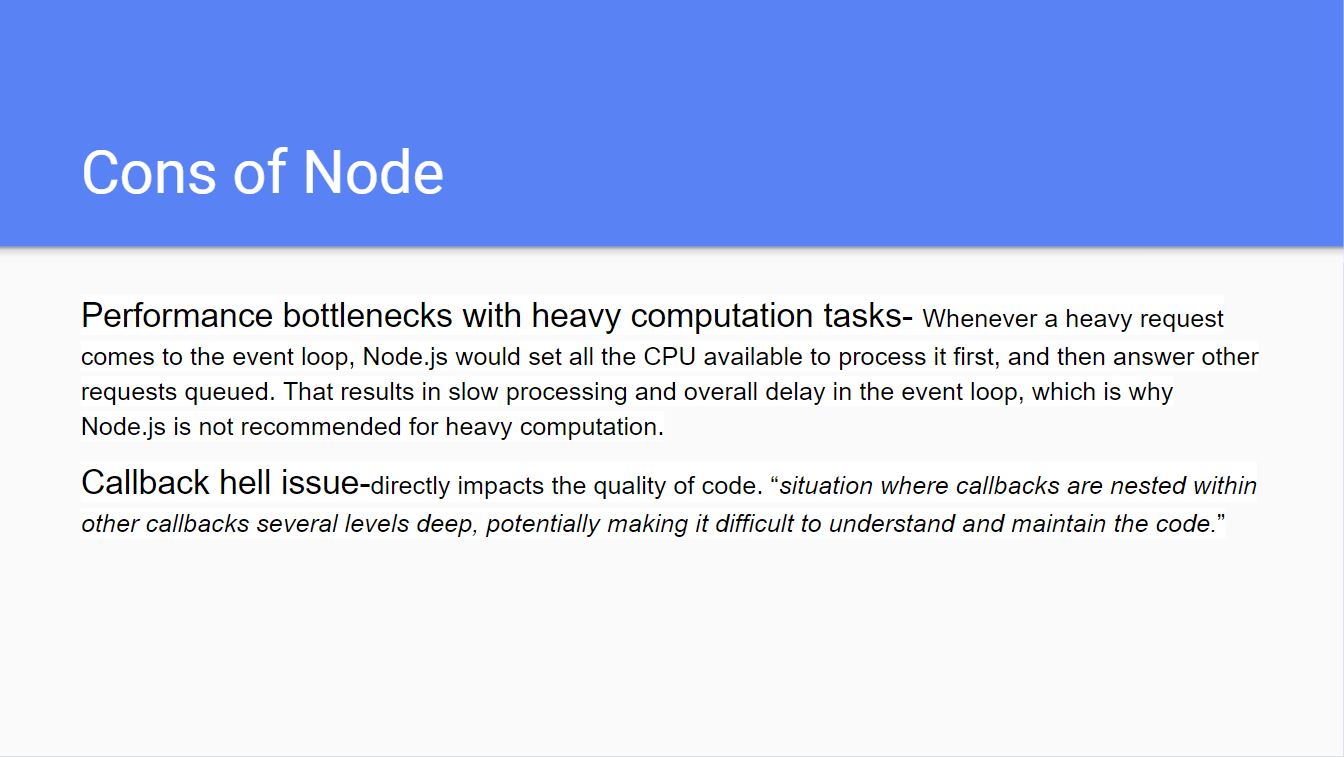 Cons of Node
Performance bottlenecks with heavy computation tasks- Whenever a heavy request
comes to the event loop, Node.js would set all the CPU available to process it first, and then answer other
requests queued. That results in slow processing and overall delay in the event loop, which is why
Node.js is not recommended for heavy computation.
Callback hell issue-directly impacts the quality of code. “situation where callbacks are nested within
other callbacks several levels deep, potentially making it difficult to understand and maintain the code.”